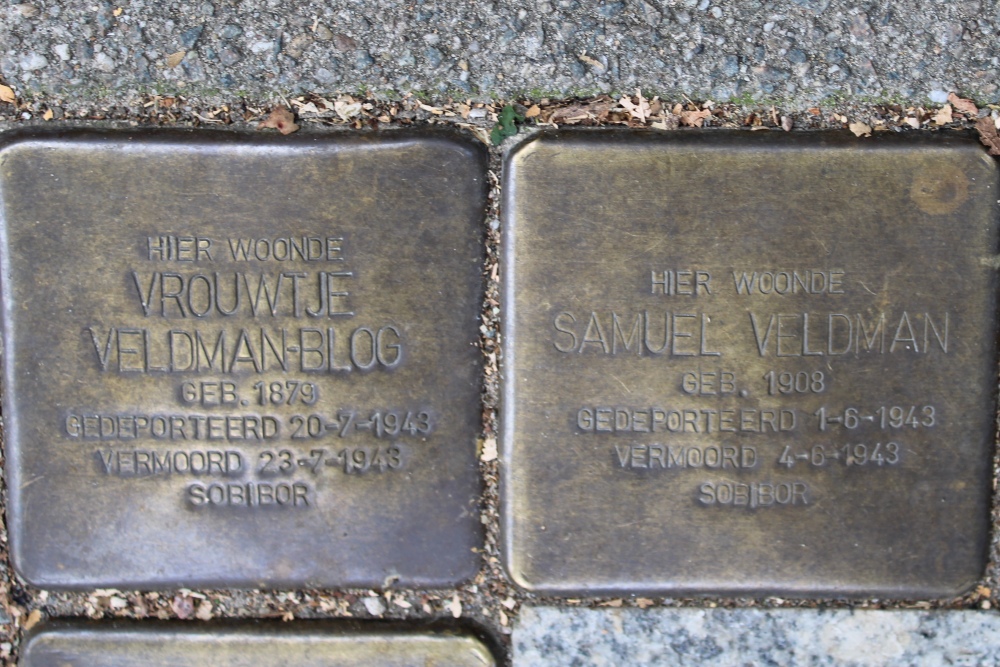 HIER WOONDE
VROUWTJE
VELDMAN-BLOG
GEB. 1879
GEDEPORTEERD 20-7-1943
VERMOORD 23-7-1943
SOBIBOR
HIER WOONDE
SAMUEL VELDMAN
GEB. 1908
GEDEPORTEERD 1-6-1943
VERMOORD 4-6-1943
SOBIBOR